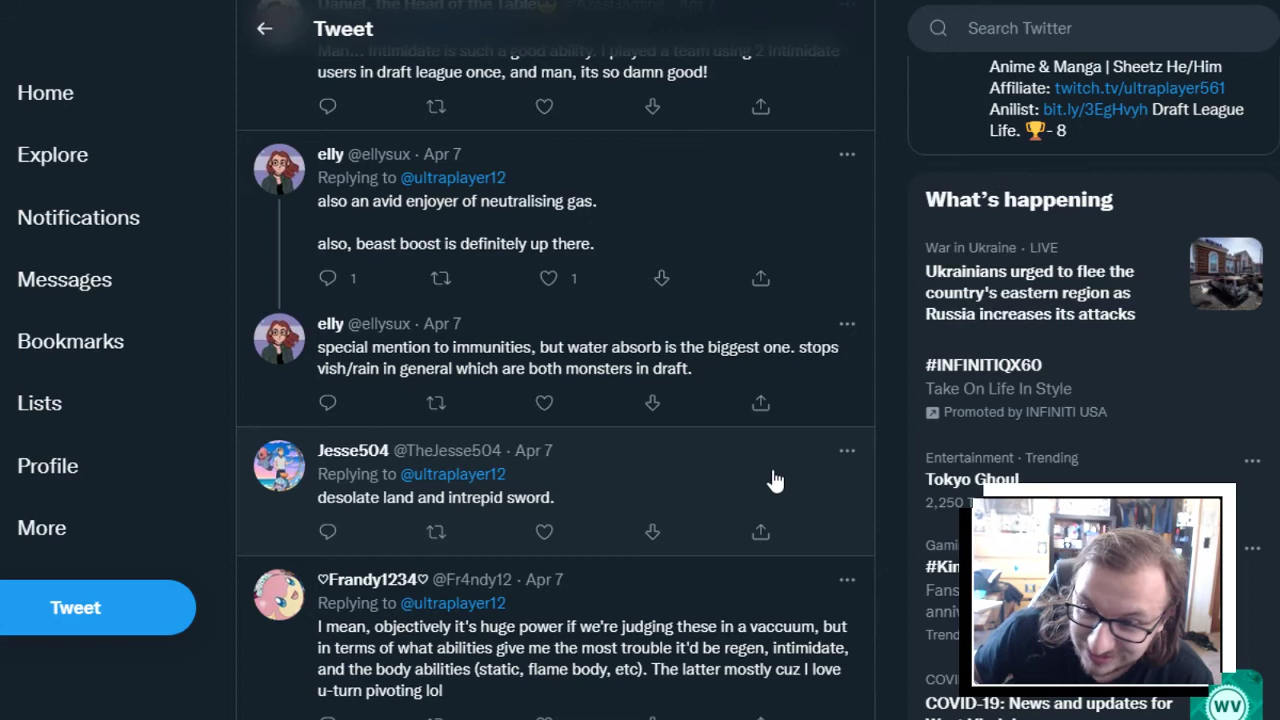 Tweet
Search Twitter
Man... Intimidate is such a good ability. I played a team using 2 intimidate
users in draft league once, and man, its so damn good!
Anime & Manga | Sheetz He/Him
Affiliate: twitch.tv/ultraplayer561
Anilist: bit.ly/3EgHvyh Draft League
Life. 🏆- 8
Home
Explore
Notifications
Messages
Bookmarks
Lists
Profile
More
Tweet
elly @ellysux · Apr 7
Replying to @ultraplayer12
also an avid enjoyer of neutralising gas.
also, beast boost is definitely up there.
1
1
elly @ellysux · Apr 7
special mention to immunities, but water absorb is the biggest one. stops
vish/rain in general which are both monsters in draft.
Jesse504 @TheJesse504 · Apr 7
Replying to @ultraplayer12
desolate land and intrepid sword.
♡Frandy1234♡ @Fr4ndy12 · Apr 7
Replying to @ultraplayer12
I mean, objectively it's huge power if we're judging these in a vaccuum, but
in terms of what abilities give me the most trouble it'd be regen, intimidate,
and the body abilities (static, flame body, etc). The latter mostly cuz I love
u-turn pivoting lol
What's happening
War in Ukraine · LIVE
Ukrainians urged to flee the
country's eastern region as
Russia increases its attacks
#INFINITIQX60
Take On Life In Style
Promoted by INFINITI USA
Entertainment · Trending
Tokyo Ghoul
2,250
COVID-19: News and updates for
WV